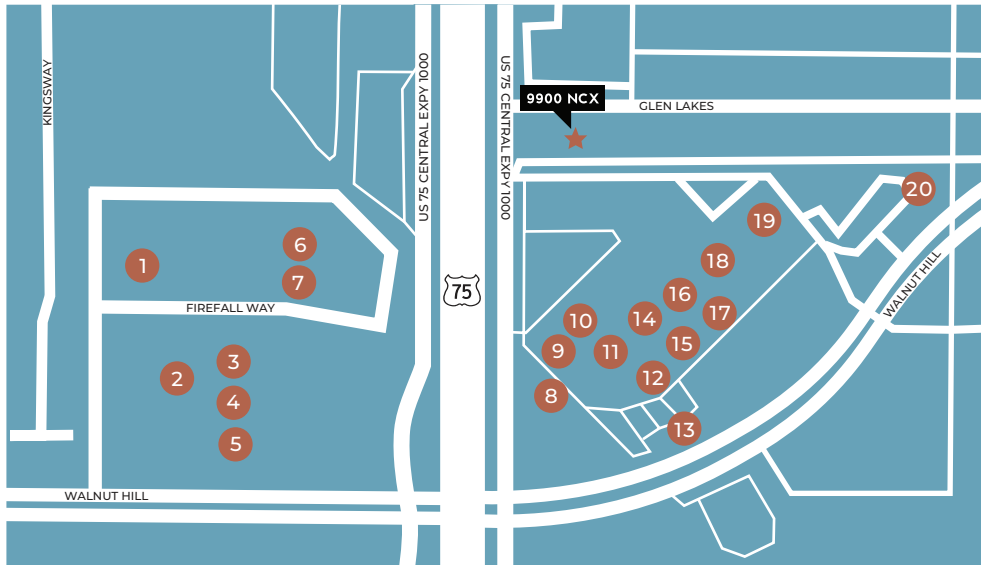 KINGSWAY
US 75 CENTRAL EXPY 1000
US 75 CENTRAL EXPY 1000
9900 NCX
GLEN LAKES
20
19
6
18
1
7
75
16
FIREFALL WAY
17
WALNUT HILL
14
10
15
9
11
3
2
12
8
4
13
5
WALNUT HILL